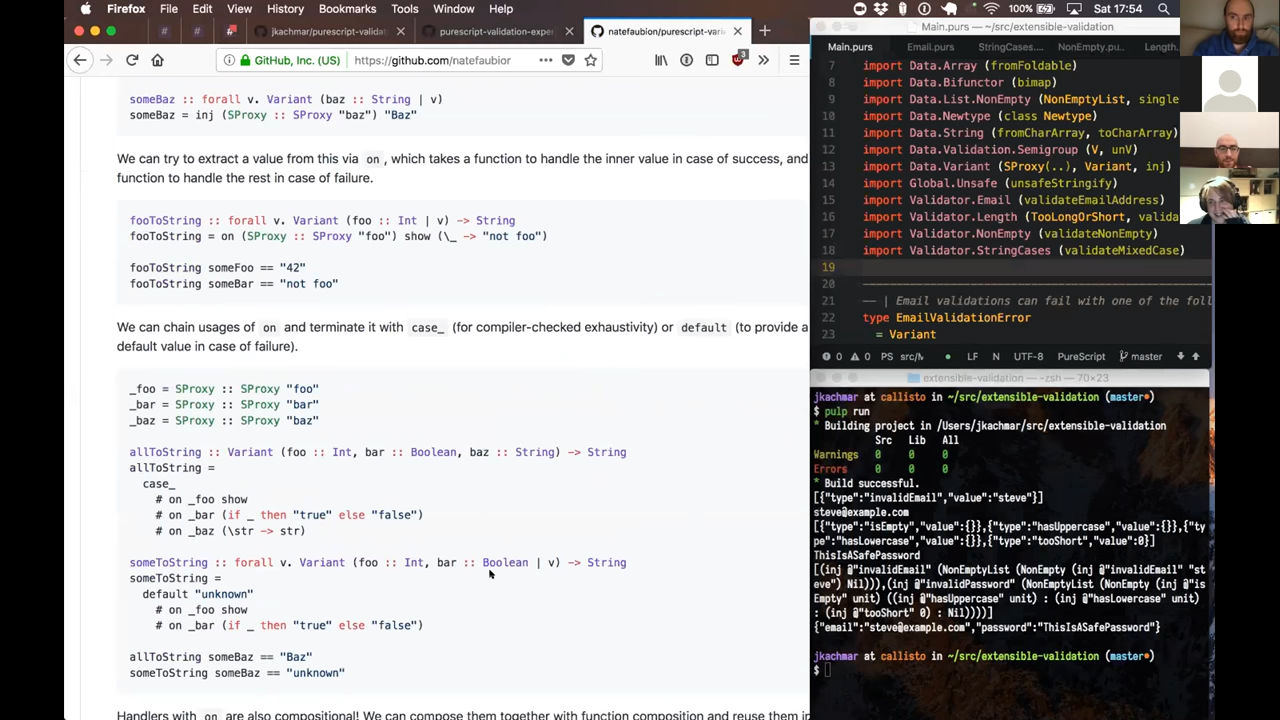 Firefox File Edit View History Bookmarks Tools Window Help
100% Sat 17:54
jkachmar/purescript-validat
purescript-validation-exper
natefaubion/purescript-vari
GitHub, Inc. (US) https://github.com/natefaubior
3
someBaz :: forall v. Variant (baz :: String | v)
someBaz = inj (SProxy :: SProxy "baz") "Baz"
We can try to extract a value from this via on , which takes a function to handle the inner value in case of success, and
function to handle the rest in case of failure.
fooToString :: forall v. Variant (foo :: Int | v) -> String
fooToString = on (SProxy :: SProxy "foo") show (\_ -> "not foo")
fooToString someFoo == "42"
fooToString someBar == "not foo"
We can chain usages of on and terminate it with case_ (for compiler-checked exhaustivity) or default (to provide a
default value in case of failure).
_foo = SProxy :: SProxy "foo"
_bar = SProxy :: SProxy "bar"
_baz = SProxy :: SProxy "baz"
allToString :: Variant (foo :: Int, bar :: Boolean, baz :: String) -> String
allToString =
case_
# on _foo show
# on _bar (if _ then "true" else "false")
# on _baz (\str -> str)
someToString :: forall v. Variant (foo :: Int, bar :: Boolean | v) -> String
someToString =
default "unknown"
# on _foo show
# on _bar (if _ then "true" else "false")
allToString someBaz == "Baz"
someToString someBaz == "unknown"
Handlers with on are also compositional! We can compose them together with function composition and reuse them in
Main.purs — ~/src/extensible-validation
Main.purs Email.purs StringCases.... NonEmpty.pu... Length.
7 import Data.Array (fromFoldable)
8 import Data.Bifunctor (bimap)
9 import Data.List.NonEmpty (NonEmptyList, single
10 import Data.Newtype (class Newtype)
11 import Data.String (fromCharArray, toCharArray)
12 import Data.Validation.Semigroup (V, unV)
13 import Data.Variant (SProxy(..), Variant, inj)
14 import Global.Unsafe (unsafeStringify)
15 import Validator.Email (validateEmailAddress)
16 import Validator.Length (TooLongOrShort, valida
17 import Validator.NonEmpty (validateNonEmpty)
18 import Validator.StringCases (validateMixedCase)
19
20 --------------------------------------------------
21 -- | Email validations can fail with one of the foll
22 type EmailValidationError
23 = Variant
0 0 PS src/M LF N UTF-8 PureScript master
extensible-validation — -zsh — 70×23
jkachmar at callisto in ~/src/extensible-validation (master•)
$ pulp run
* Building project in /Users/jkachmar/src/extensible-validation
Src Lib All
Warnings 0 0 0
Errors 0 0 0
* Build successful.
[{"type":"invalidEmail","value":"steve"}]
steve@example.com
[{"type":"isEmpty","value":{}},{"type":"hasUppercase","value":{}},{"ty
pe":"hasLowercase","value":{}},{"type":"tooShort","value":0}]
ThisIsASafePassword
[(inj @"invalidEmail" (NonEmptyList (NonEmpty (inj @"invalidEmail" "st
eve") Nil))),(inj @"invalidPassword" (NonEmptyList (NonEmpty (inj @"is
Empty" unit) ((inj @"hasUppercase" unit) : (inj @"hasLowercase" unit)
: (inj @"tooShort" 0) : Nil))))]
{"email":"steve@example.com","password":"ThisIsASafePassword"}
jkachmar at callisto in ~/src/extensible-validation (master•)
$